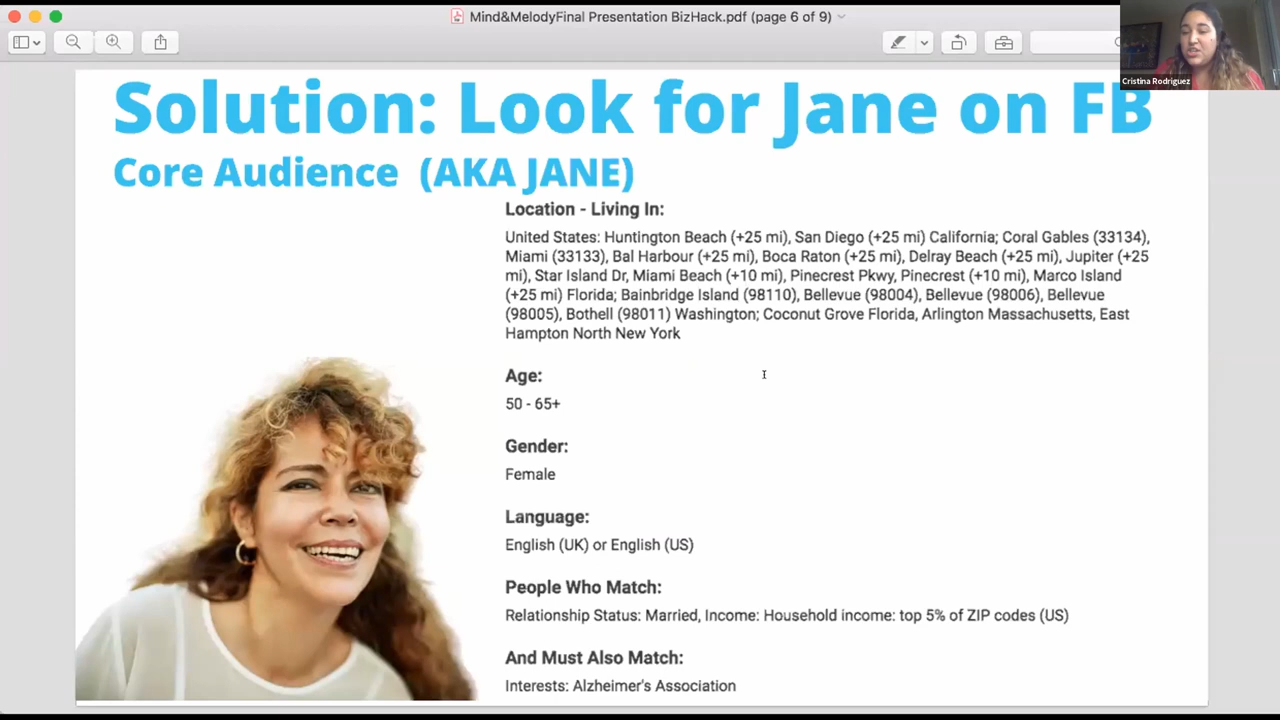 Mind&MelodyFinal Presentation BizHack.pdf (page 6 of 9)
Cristina Rodriguez
Solution: Look for Jane on FB
Core Audience (AKA JANE)
Location - Living In:
United States: Huntington Beach (+25 mi), San Diego (+25 mi) California; Coral Gables (33134),
Miami (33133), Bal Harbour (+25 mi), Boca Raton (+25 mi), Delray Beach (+25 mi), Jupiter (+25
mi), Star Island Dr, Miami Beach (+10 mi), Pinecrest Pkwy, Pinecrest (+10 mi), Marco Island
(+25 mi) Florida; Bainbridge Island (98110), Bellevue (98004), Bellevue (98006), Bellevue
(98005), Bothell (98011) Washington; Coconut Grove Florida, Arlington Massachusetts, East
Hampton North New York
Age:
50 - 65+
Gender:
Female
Language:
English (UK) or English (US)
People Who Match:
Relationship Status: Married, Income: Household income: top 5% of ZIP codes (US)
And Must Also Match:
Interests: Alzheimer's Association